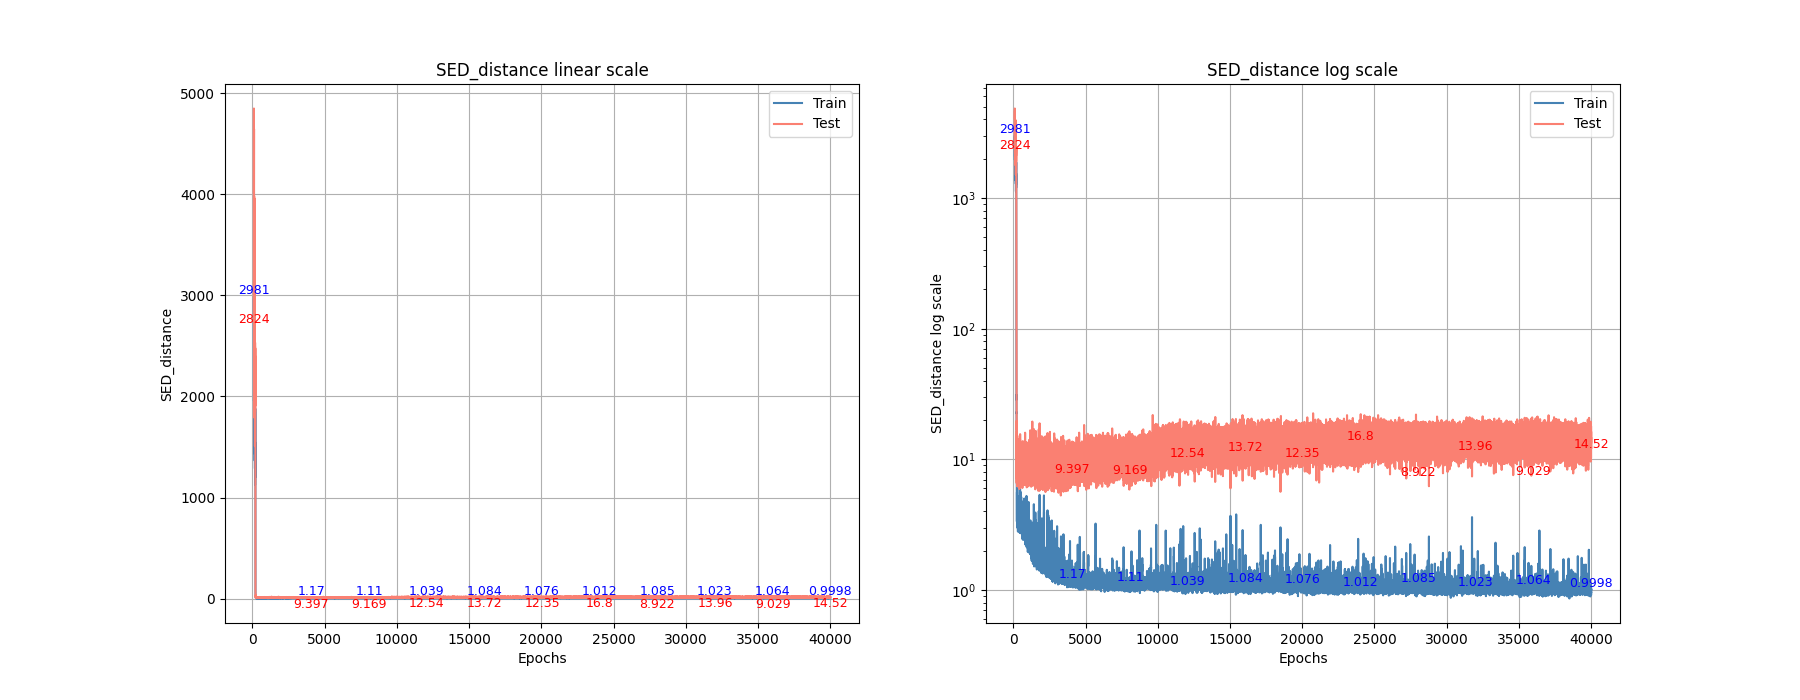 SED_distance linear scale
5000
4000
3000
2000
1000
0
SED_distance
Train
Test
2981
2824
1.17 1.11 1.039 1.084 1.076 1.012 1.085 1.023 1.064 0.9998
9.397 9.169 12.54 13.72 12.35 16.8 8.922 13.96 9.029 14.52
0 5000 10000 15000 20000 25000 30000 35000 40000
Epochs
SED_distance log scale
10³
10²
10¹
10⁰
SED_distance log scale
Train
Test
2981
2824
9.397 9.169 12.54 13.72 12.35 16.8 8.922 13.96 9.029 14.52
1.17 1.11 1.039 1.084 1.076 1.012 1.085 1.023 1.064 0.9998
0 5000 10000 15000 20000 25000 30000 35000 40000
Epochs